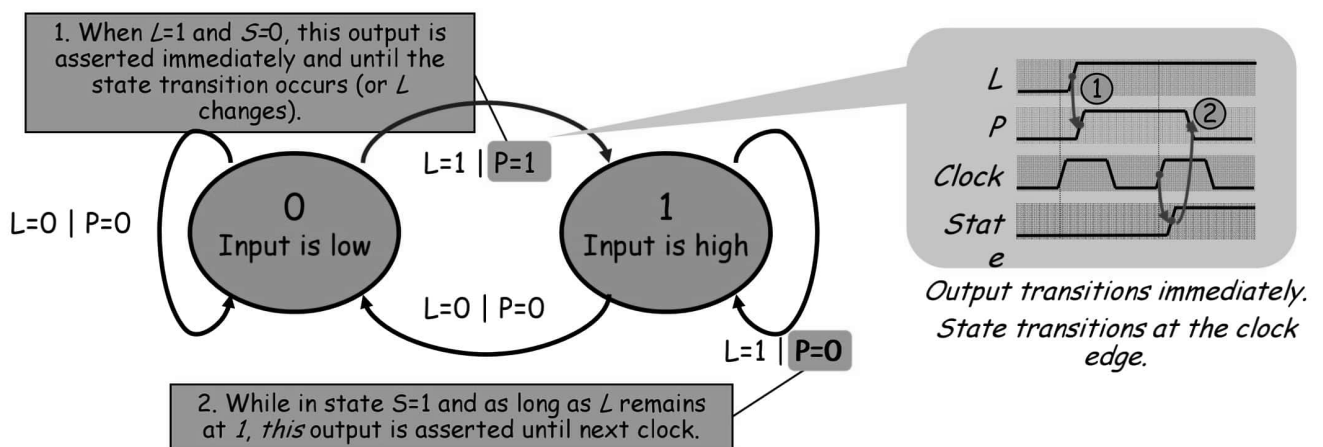 1. When L=1 and S=0, this output is
asserted immediately and until the
state transition occurs (or L
changes).
L=1 | P=1
0
Input is low
1
Input is high
L=0 | P=0
L=0 | P=0
L=1 | P=0
2. While in state S=1 and as long as L remains
at 1, this output is asserted until next clock.
L
P
Clock
Stat
e
1
2
Output transitions immediately.
State transitions at the clock
edge.